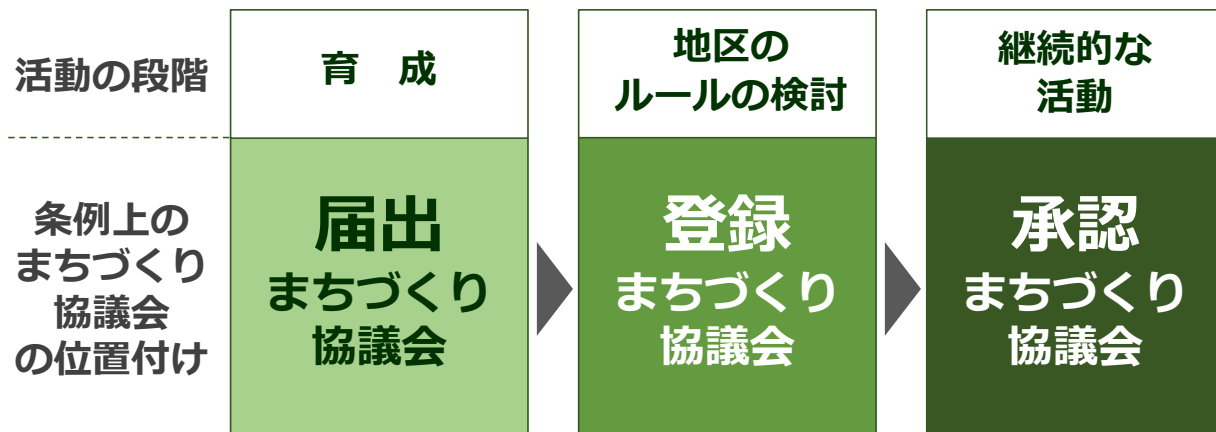 活動の段階
育　成
地区の
ルールの検討
継続的な
活動
条例上の
まちづくり
協議会
の位置付け
届出
まちづくり
協議会
登録
まちづくり
協議会
承認
まちづくり
協議会